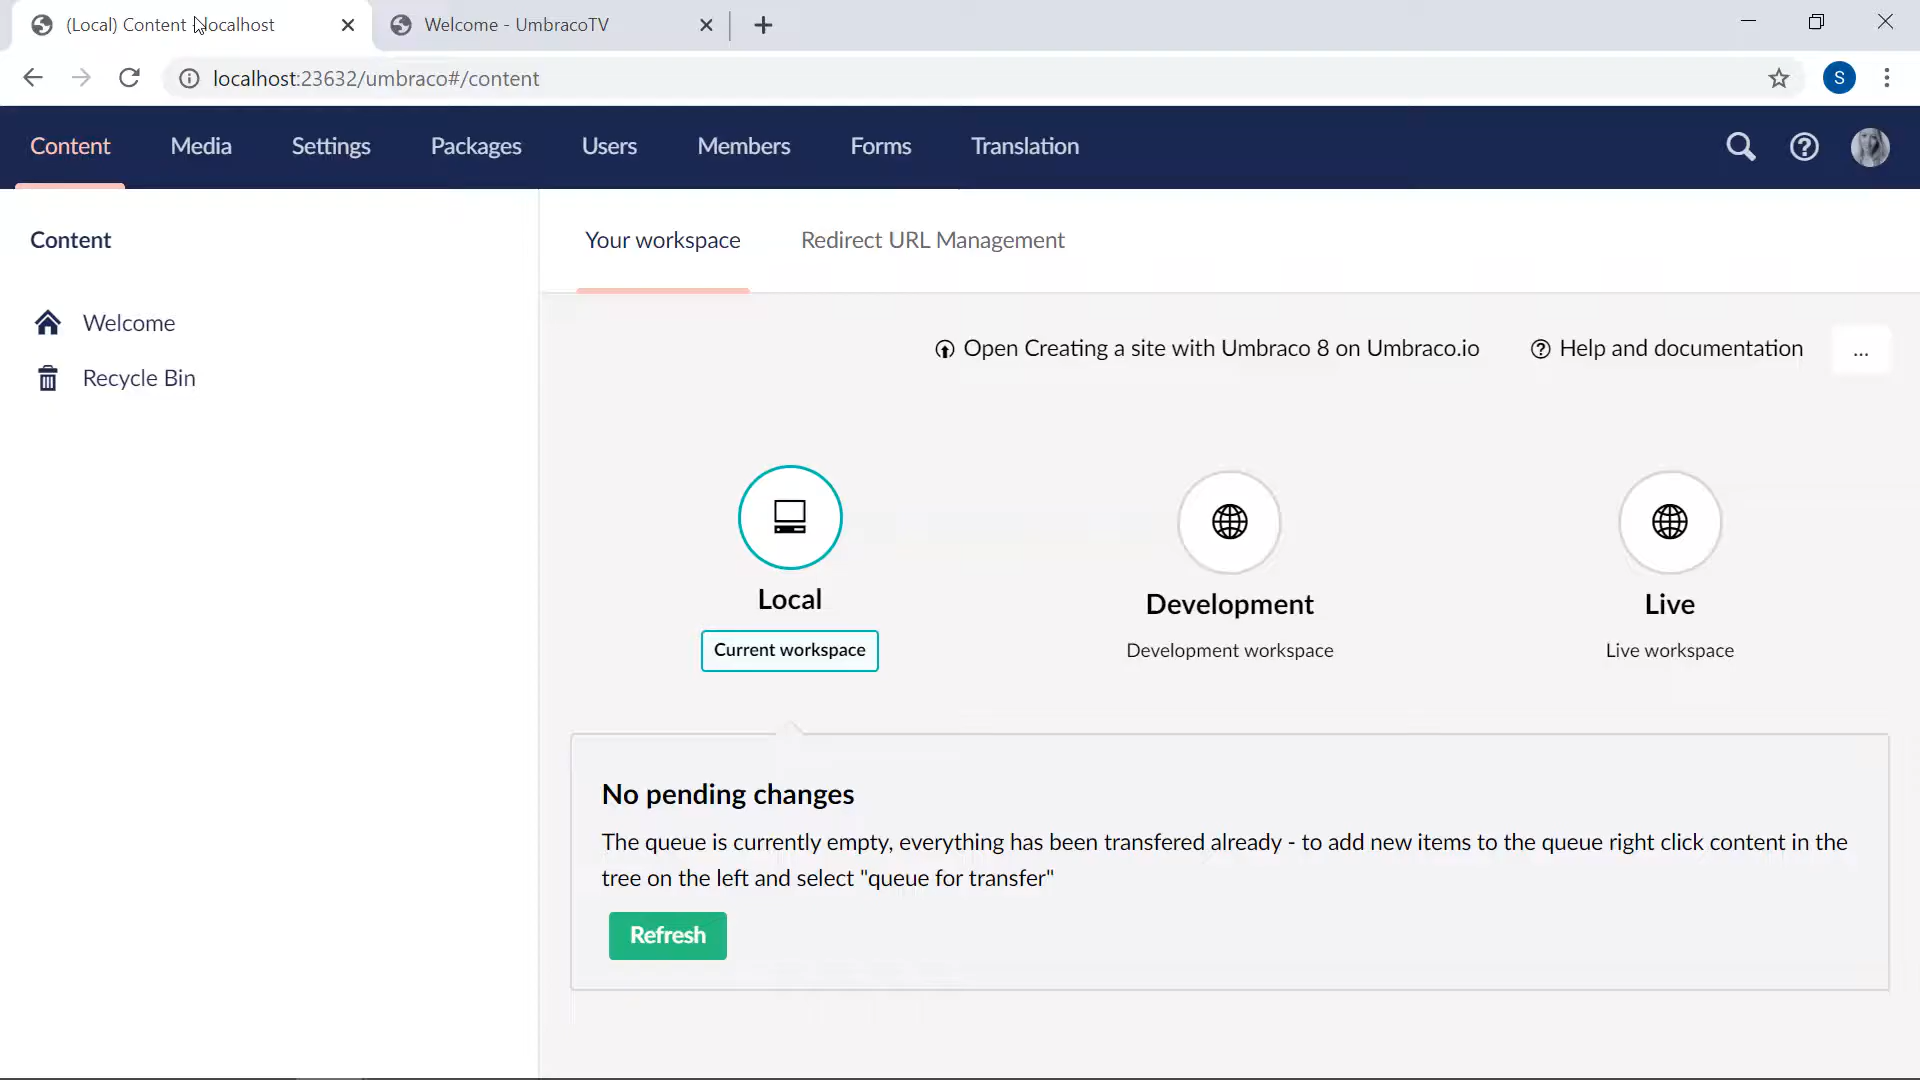 (Local) Content - localhost
Welcome - UmbracoTV
localhost:23632/umbraco#/content
S
Content
Media
Settings
Packages
Users
Members
Forms
Translation
Content
Your workspace
Redirect URL Management
Welcome
Recycle Bin
Open Creating a site with Umbraco 8 on Umbraco.io
Help and documentation
...
Local
Development
Live
Current workspace
Development workspace
Live workspace
No pending changes
The queue is currently empty, everything has been transfered already - to add new items to the queue right click content in the
tree on the left and select "queue for transfer"
Refresh